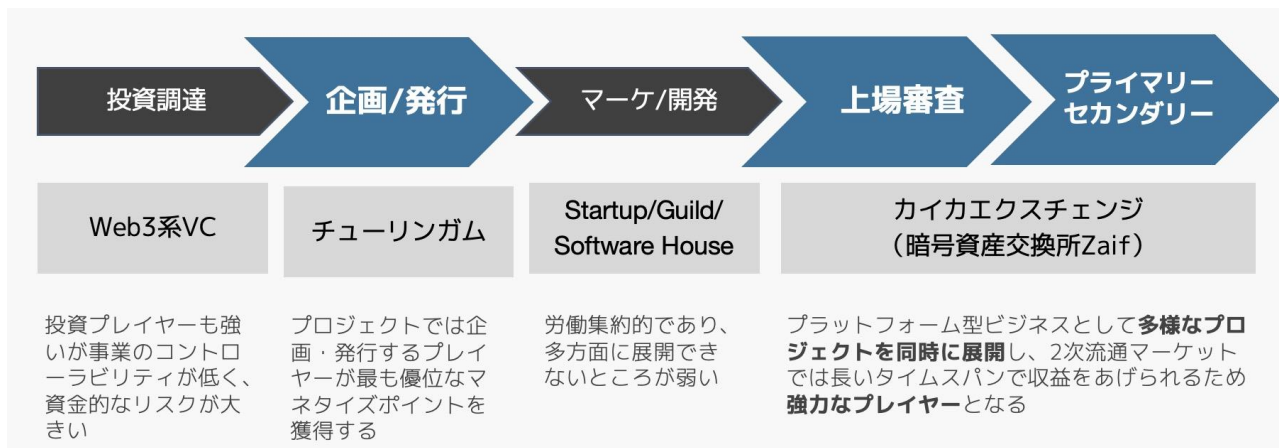 投資調達
企画/発行
マーケ/開発
上場審査
プライマリー
セカンダリー
Web3系VC
チューリンガム
Startup/Guild/
Software House
カイカエクスチェンジ
（暗号資産交換所Zaif）
投資プレイヤーも強
いが事業のコントロ
ーラビリティが低く、
資金的なリスクが大
きい
プロジェクトでは企
画・発行するプレイ
ヤーが最も優位なマ
ネタイズポイントを
獲得する
労働集約的であり、
多方面に展開でき
ないところが弱い
プラットフォーム型ビジネスとして多様なプロ
ジェクトを同時に展開し、2次流通マーケット
では長いタイムスパンで収益をあげられるため
強力なプレイヤーとなる